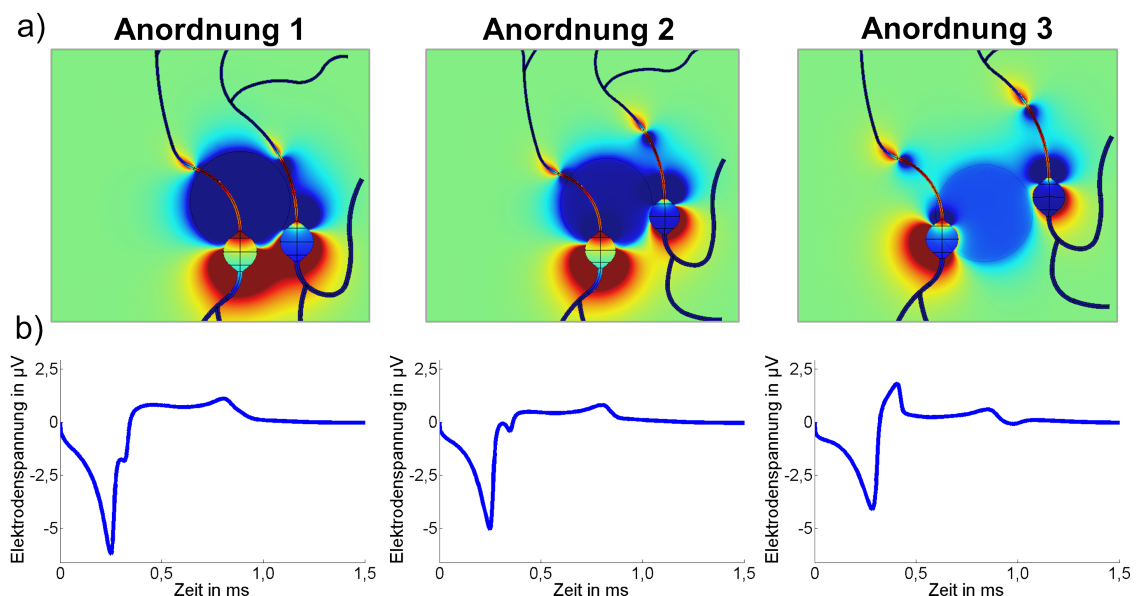 a)
Anordnung 1
Anordnung 2
Anordnung 3
b)
Elektrodenspannung in µV
2,5
0
-2,5
-5
0
0,5
1,0
1,5
Zeit in ms
Elektrodenspannung in µV
2,5
0
-2,5
-5
0
0,5
1,0
1,5
Zeit in ms
Elektrodenspannung in µV
2,5
0
-2,5
-5
0
0,5
1,0
1,5
Zeit in ms